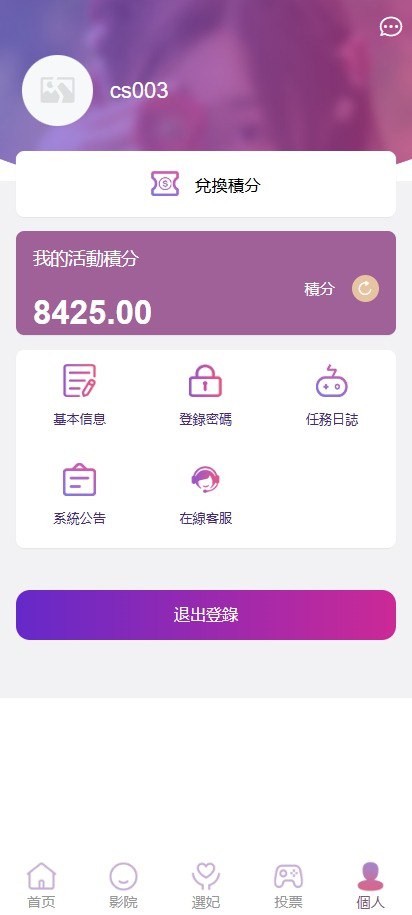 cs003
兌換積分
我的活動積分
積分
8425.00
基本信息
登錄密碼
任務日誌
系統公告
在線客服
退出登錄
首页
影院
選妃
投票
個人